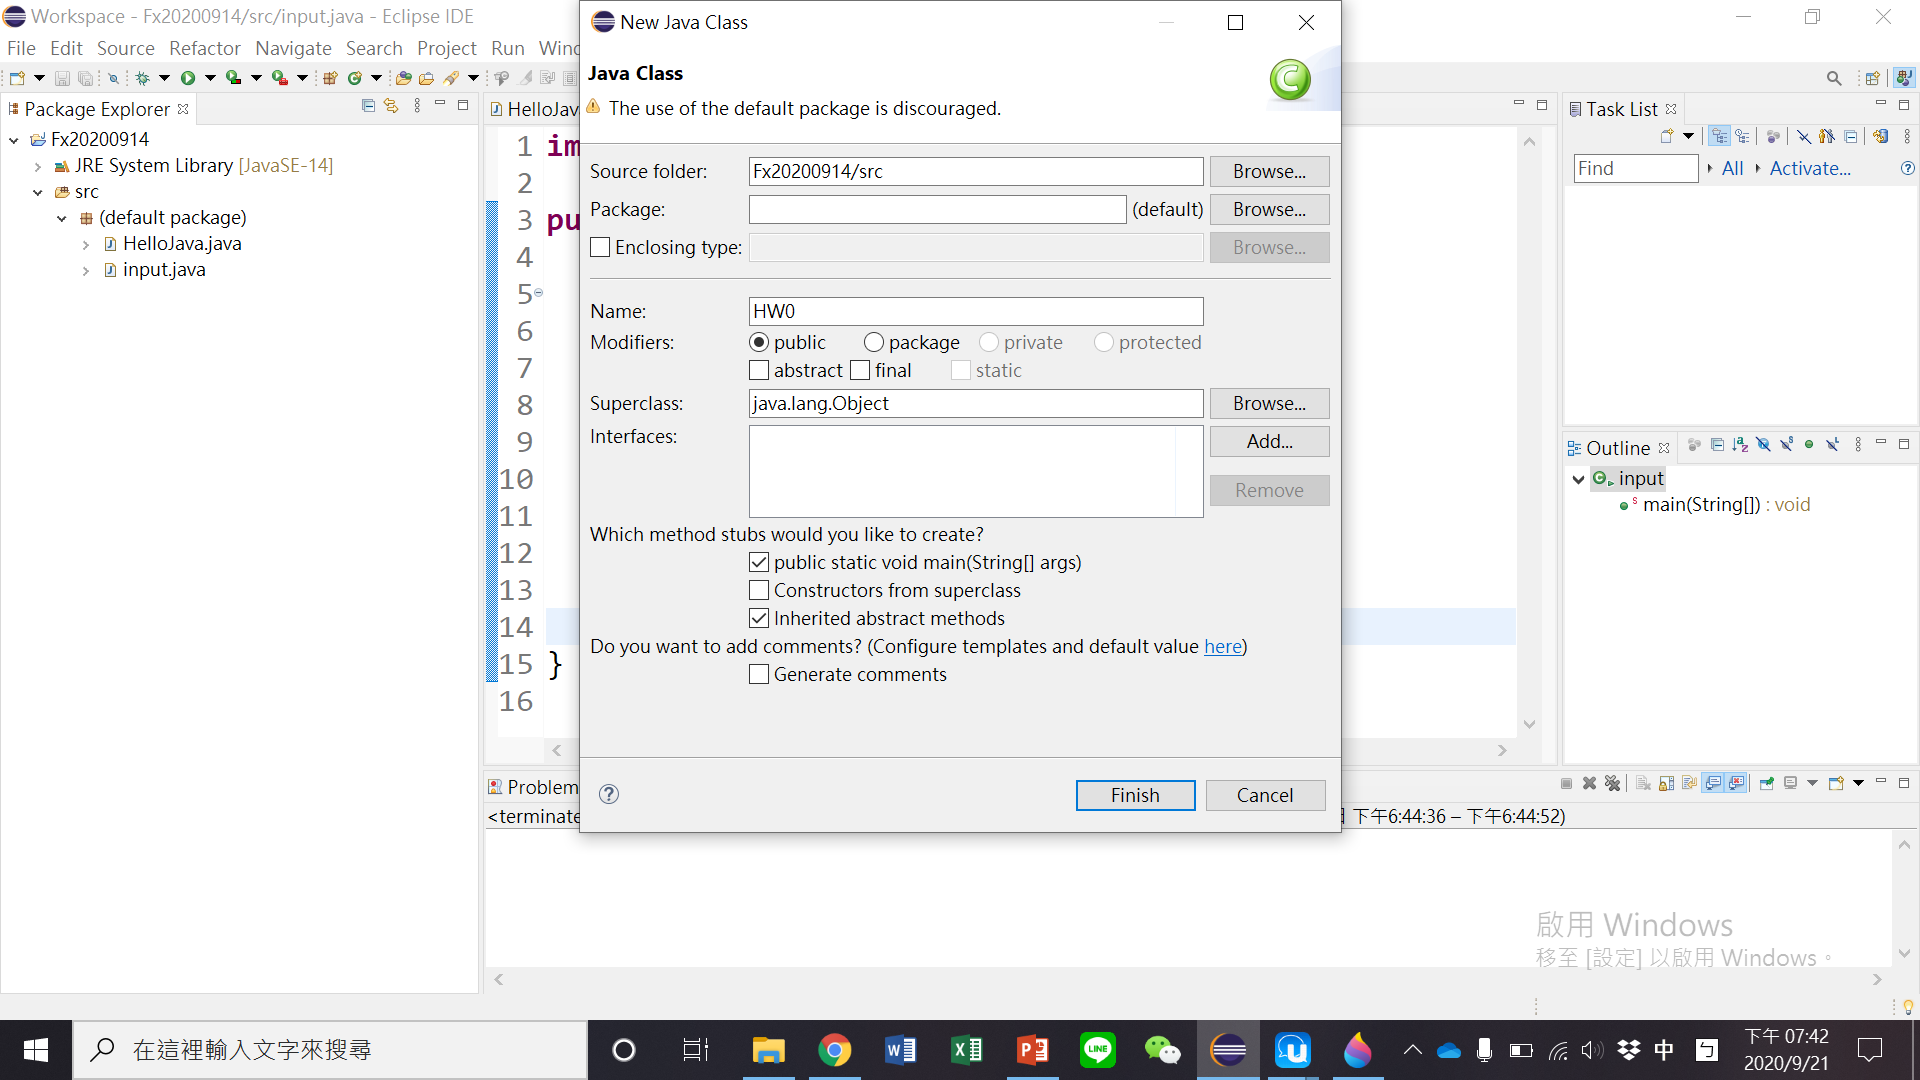 Workspace - Fx20200914/src/input.java - Eclipse IDE
File Edit Source Refactor Navigate Search Project Run Wind
Package Explorer
Fx20200914
JRE System Library [JavaSE-14]
src
(default package)
HelloJava.java
input.java
HelloJav
1 im
2
3 pu
4
5
6
7
8
9
10
11
12
13
14
15 }
16
New Java Class
Java Class
The use of the default package is discouraged.
Source folder: Fx20200914/src Browse...
Package: (default) Browse...
Enclosing type: Browse...
Name: HW0
Modifiers: public package private protected
abstract final static
Superclass: java.lang.Object Browse...
Interfaces: Add...
Remove
Which method stubs would you like to create?
public static void main(String[] args)
Constructors from superclass
Inherited abstract methods
Do you want to add comments? (Configure templates and default value here)
Generate comments
Finish Cancel
Task List
Find All Activate...
Outline
input
main(String[]) : void
Problem
<terminate
下午6:44:36 – 下午6:44:52)
啟用 Windows
移至 [設定] 以啟用 Windows。
在這裡輸入文字來搜尋
中
下午 07:42
2020/9/21